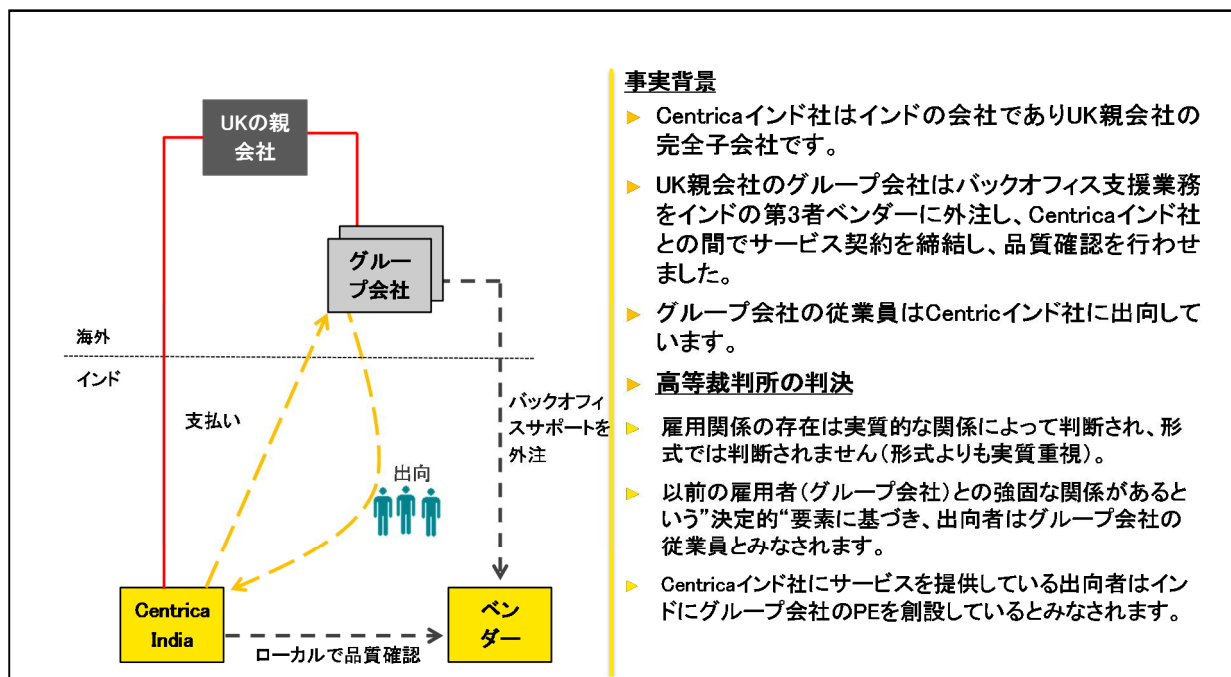 UKの親
会社
グルー
プ会社
海外
インド
支払い
出向
バックオフィ
スサポートを
外注
Centrica
India
ローカルで品質確認
ベン
ダー
事実背景
Centricaインド社はインドの会社でありUK親会社の
完全子会社です。
UK親会社のグループ会社はバックオフィス支援業務
をインドの第3者ベンダーに外注し、Centricaインド社
との間でサービス契約を締結し、品質確認を行わせ
ました。
グループ会社の従業員はCentricインド社に出向して
います。
高等裁判所の判決
雇用関係の存在は実質的な関係によって判断され、形
式では判断されません(形式よりも実質重視)。
以前の雇用者(グループ会社)との強固な関係があると
いう”決定的“要素に基づき、出向者はグループ会社の
従業員とみなされます。
Centricaインド社にサービスを提供している出向者はイン
ドにグループ会社のPEを創設しているとみなされます。